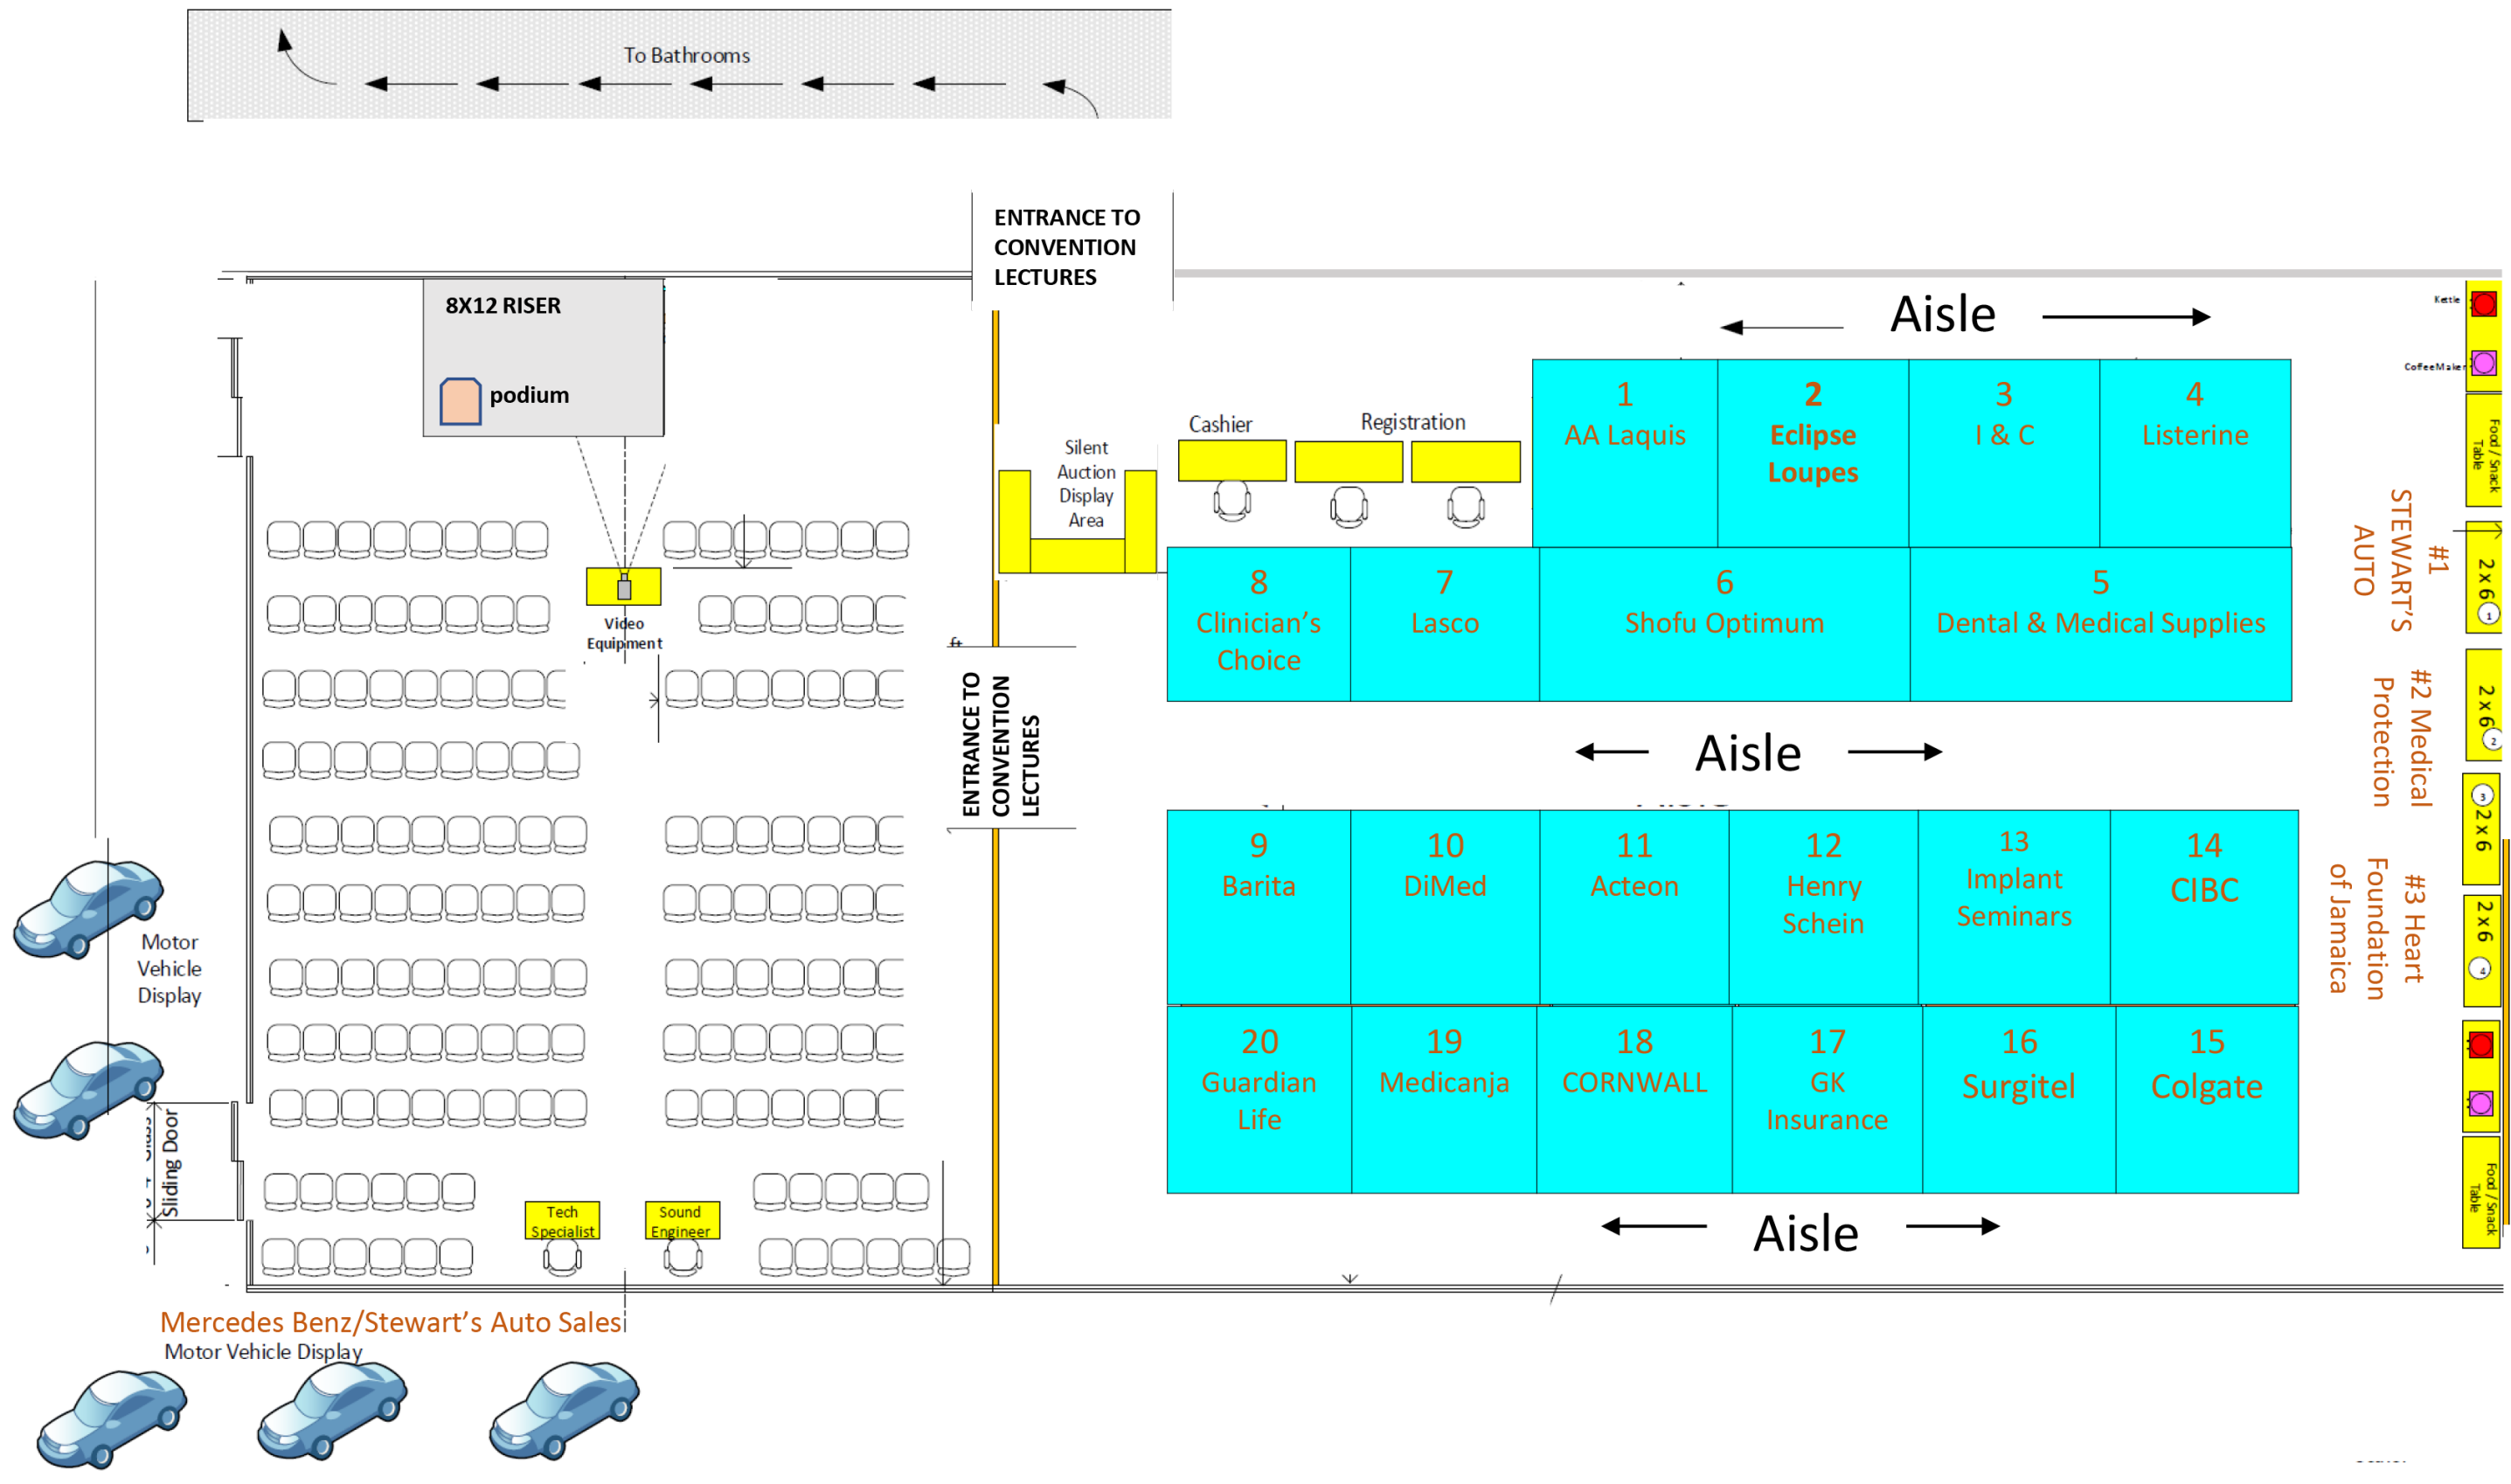 To Bathrooms
ENTRANCE TO
CONVENTION
LECTURES
8X12 RISER
podium
Video
Equipment
ft
ENTRANCE TO
CONVENTION
LECTURES
Silent
Auction
Display
Area
Cashier
Registration
Aisle
1
AA Laquis
2
Eclipse
Loupes
3
I & C
4
Listerine
8
Clinician's
Choice
7
Lasco
6
Shofu Optimum
5
Dental & Medical Supplies
Aisle
9
Barita
10
DiMed
11
Acteon
12
Henry
Schein
13
Implant
Seminars
14
CIBC
20
Guardian
Life
19
Medicanja
18
CORNWALL
17
GK
Insurance
16
Surgitel
15
Colgate
Aisle
Kettle
CoffeeMaker
Food / Snack
Table
#1
STEWART'S
AUTO
2 x 6
1
#2 Medical
Protection
2 x 6
2
3
2 x 6
#3 Heart
Foundation
of Jamaica
2 x 6
4
Food / Snack
Table
Motor
Vehicle
Display
Sliding Door
Tech
Specialist
Sound
Engineer
Mercedes Benz/Stewart's Auto Sales
Motor Vehicle Display